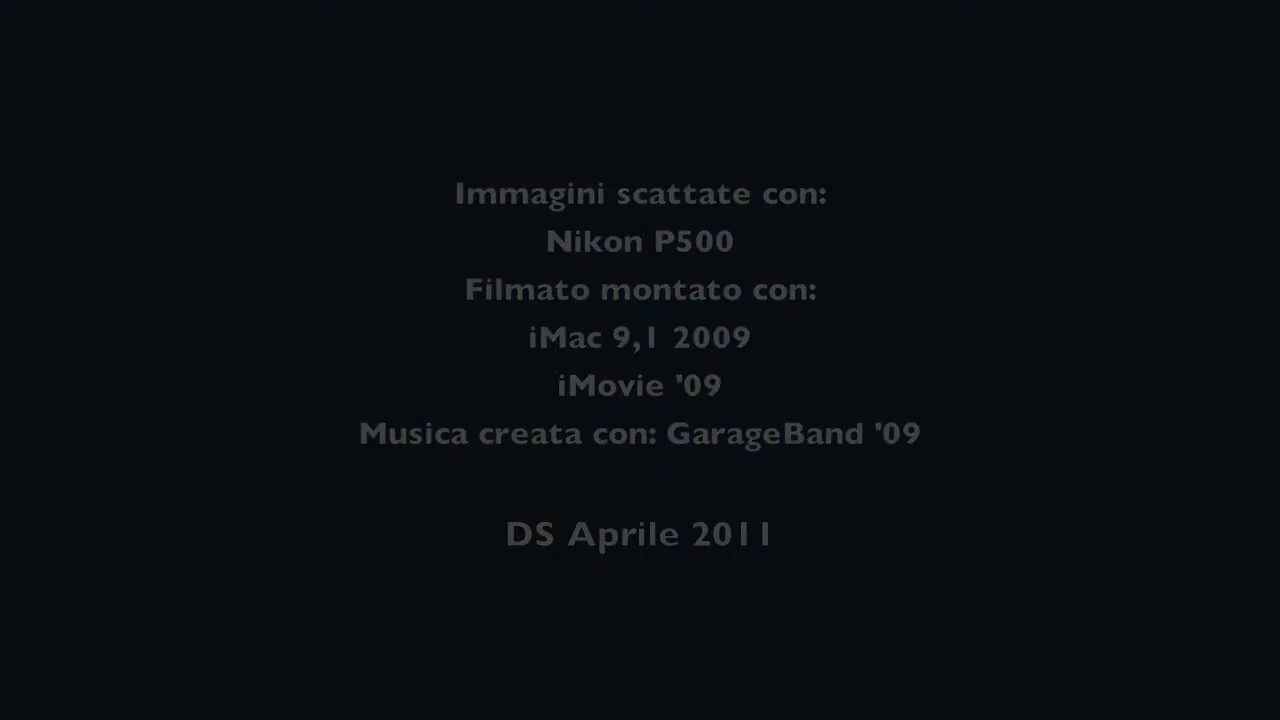 Immagini scattate con:
Nikon P500
Filmato montato con:
iMac 9,1 2009
iMovie '09
Musica creata con: GarageBand '09
DS Aprile 2011